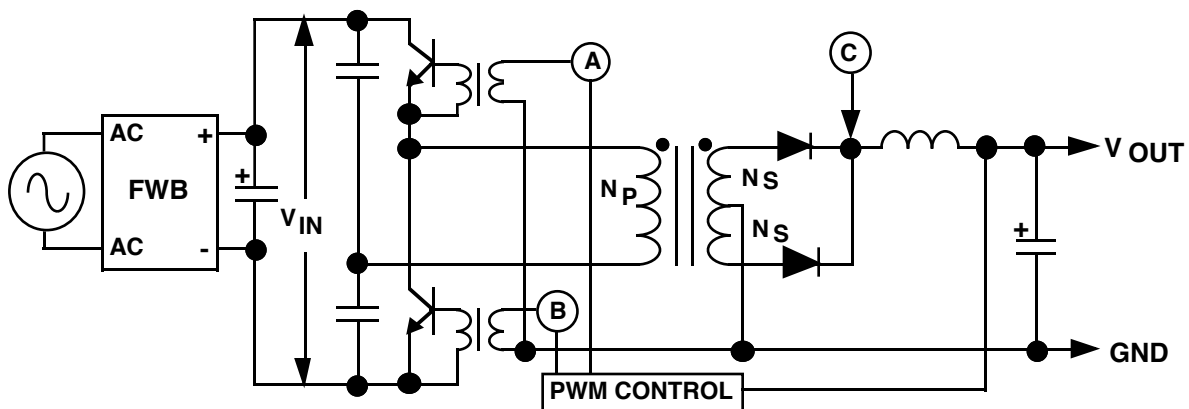 A
C
AC +
+
FWB
V IN
AC -
N P
N S
N S
V OUT
+
B
GND
PWM CONTROL